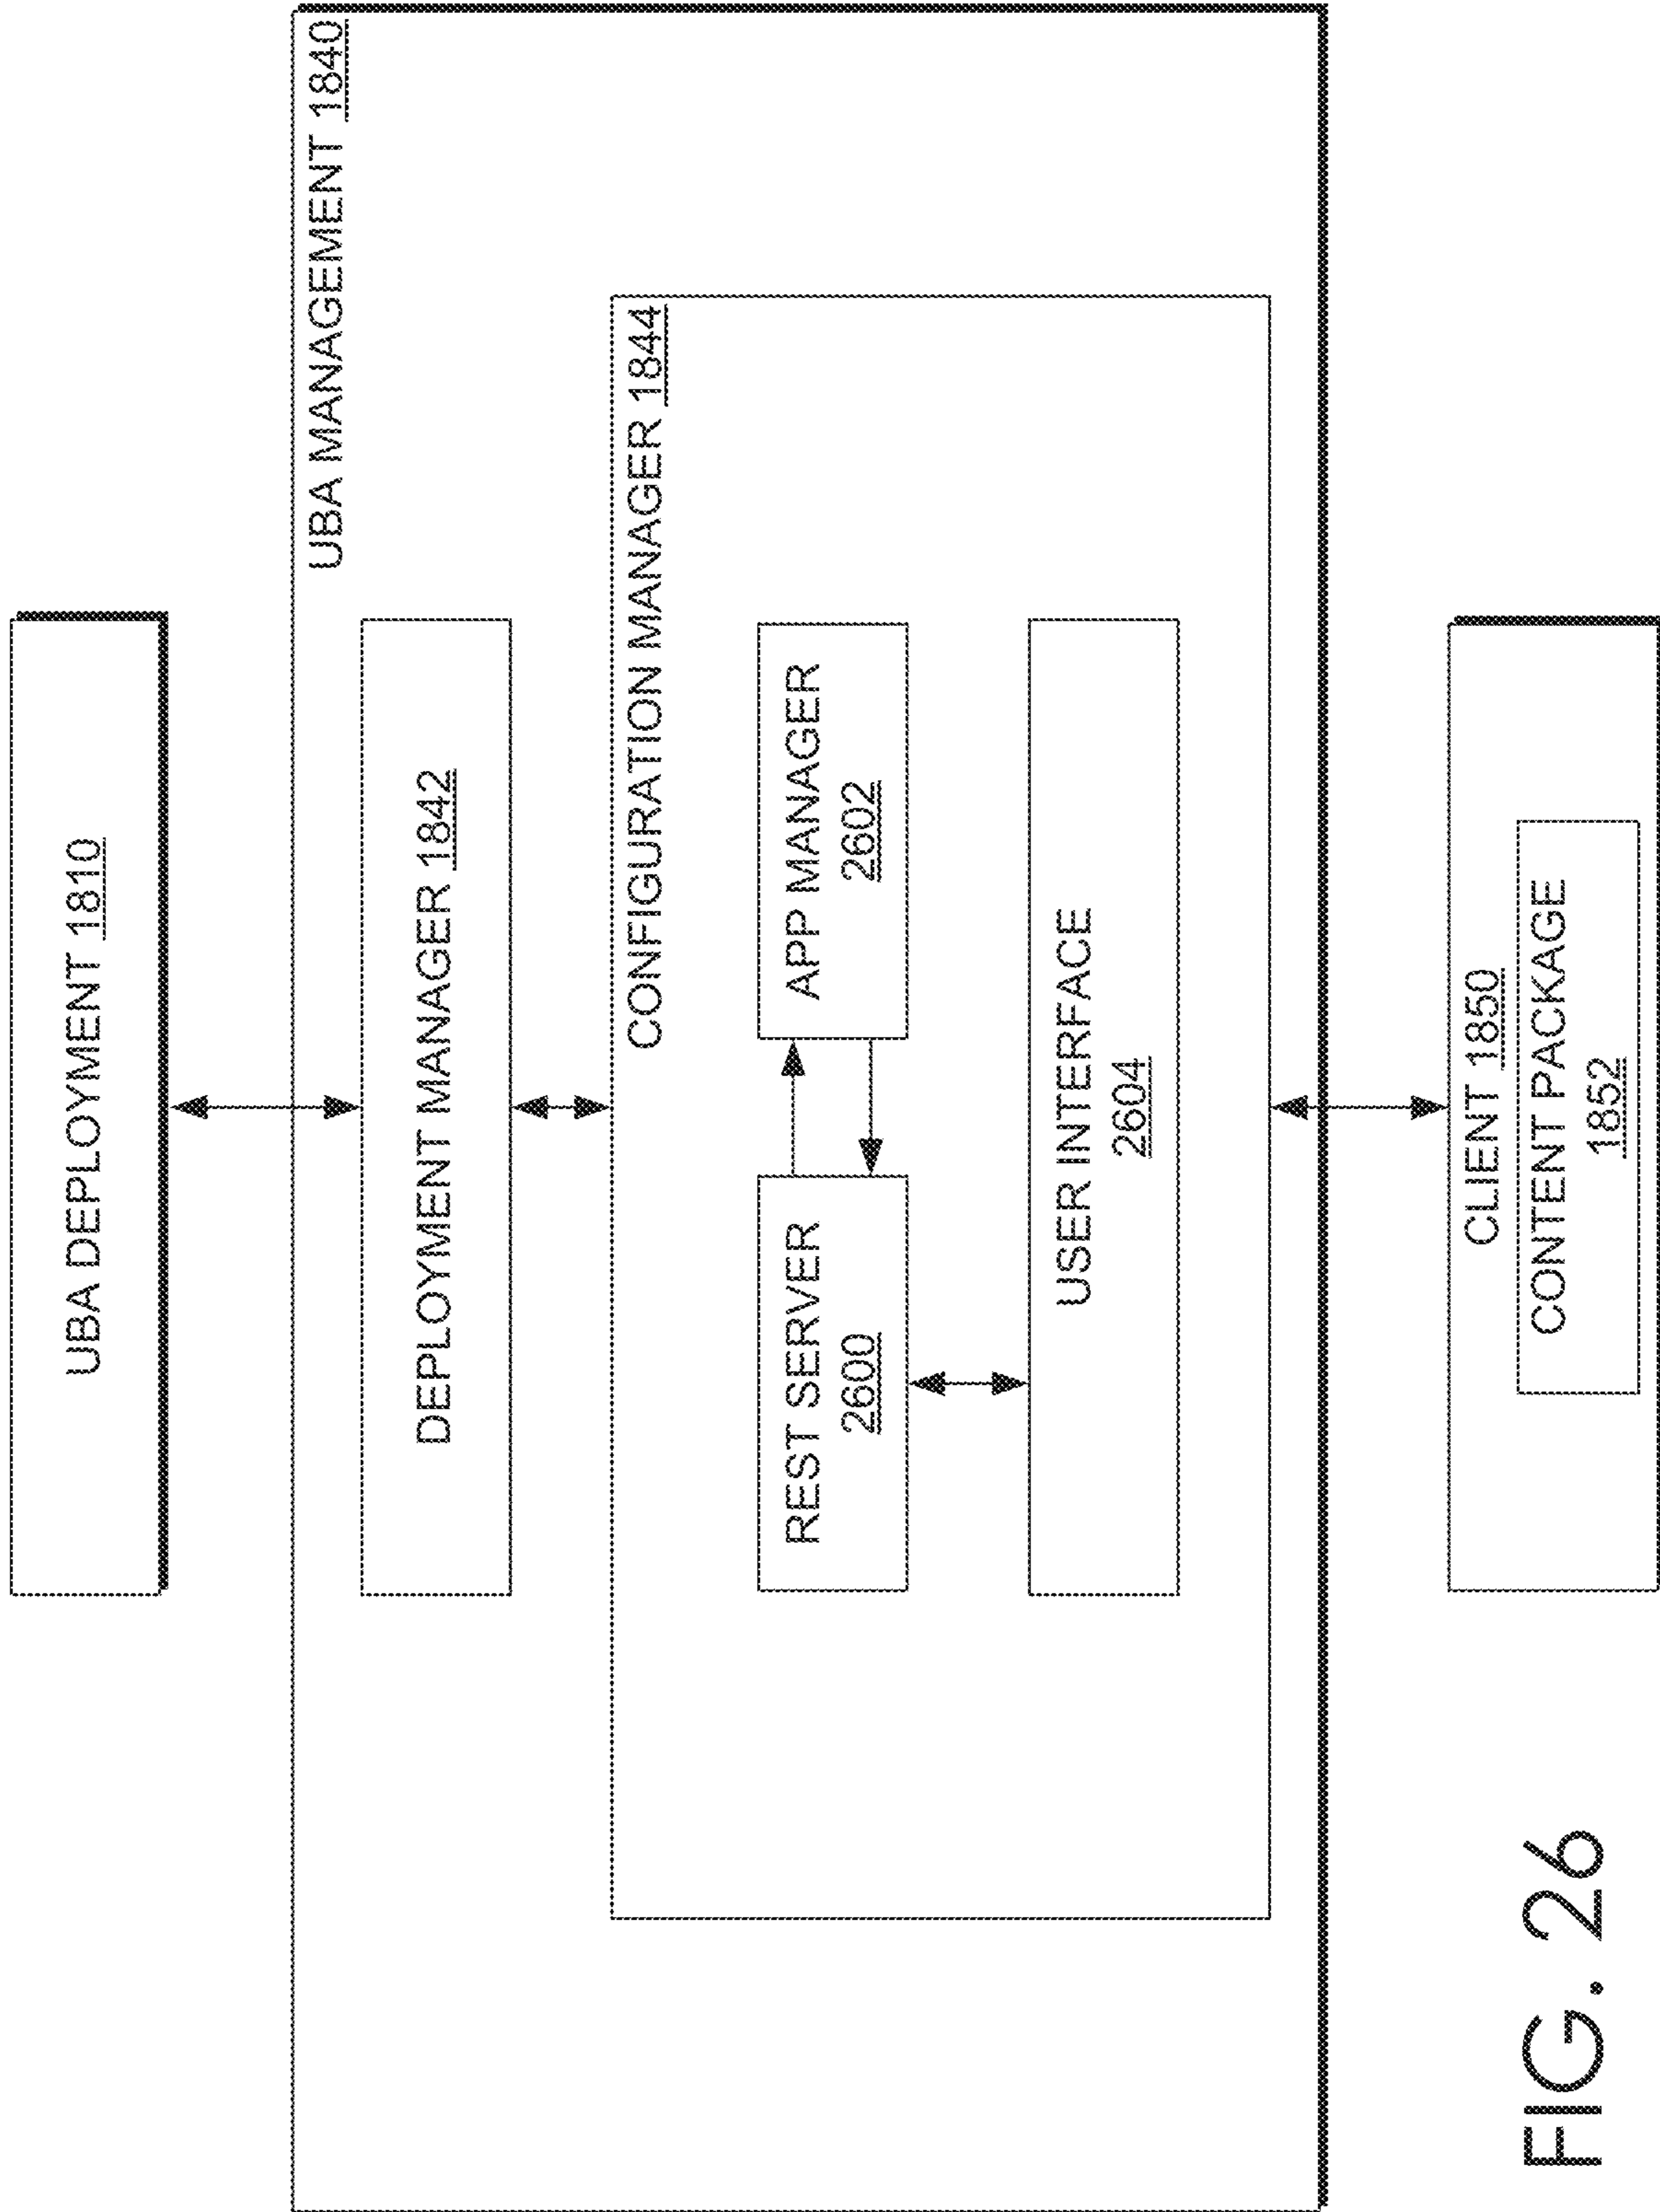 UBA DEPLOYMENT 1810
UBA MANAGEMENT 1840
DEPLOYMENT MANAGER 1842
CONFIGURATION MANAGER 1844
REST SERVER
2600
APP MANAGER
2602
USER INTERFACE
2604
CLIENT 1850
CONTENT PACKAGE
1852
FIG. 26